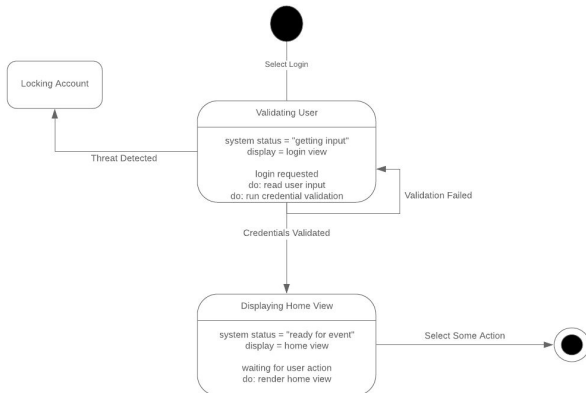 Select Login
Locking Account
Validating User
system status = "getting input"
display = login view
login requested
do: read user input
do: run credential validation
Threat Detected
Validation Failed
Credentials Validated
Displaying Home View
system status = "ready for event"
display = home view
waiting for user action
do: render home view
Select Some Action